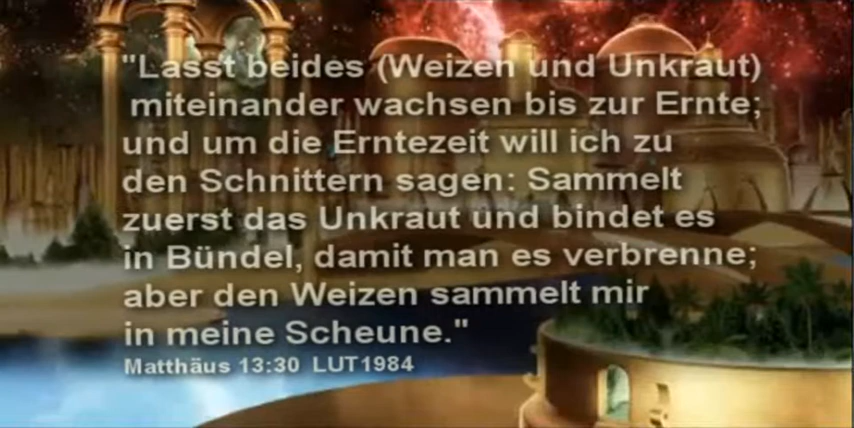 "Lasst beides (Weizen und Unkraut)
miteinander wachsen bis zur Ernte;
und um die Erntezeit will ich zu
den Schnittern sagen: Sammelt
zuerst das Unkraut und bindet es
in Bündel, damit man es verbrenne;
aber den Weizen sammelt mir
in meine Scheune."
Matthäus 13:30 LUT1984